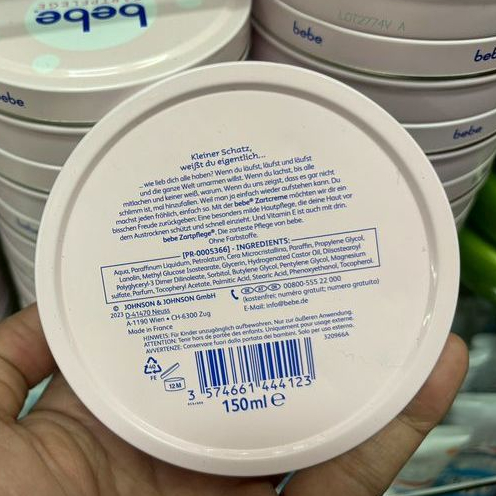 bebe
ZARTPFLEGE
bebe
LOT2774V A
bebe
bebe
bebe
Kleiner Schatz,
weißt du eigentlich...
...wie lieb dich alle haben? Wenn du läufst, läufst und läufst
und die ganze Welt umarmen willst. Wenn du lachst, bis alle
mitlachen und keiner weiß, warum. Wenn du uns zeigst, dass es gar nicht
schlimm ist, mal hinzufallen. Weil man ja einfach wieder aufstehen kann. Du
machst jeden fröhlich, einfach so. Mit der bebe® Zartcreme möchten wir dir ein
bisschen Freude zurückgeben: Eine besonders milde Hautpflege, die deine Haut vor
dem Austrocknen schützt und schnell einzieht. Und Vitamin E ist auch mit drin.
bebe Zartpflege®. Die zarteste Pflege von bebe.
Ohne Farbstoffe.
[PR-0005366] - INGREDIENTS:
Aqua, Paraffinum Liquidum, Petrolatum, Cera Microcristallina, Paraffin, Propylene Glycol,
Lanolin, Methyl Glucose Isostearate, Glycerin, Hydrogenated Castor Oil, Diisostearoyl
Polyglyceryl-3 Dimer Dilinoleate, Sorbitol, Butylene Glycol, Pentylene Glycol, Magnesium
Sulfate, Parfum, Tocopheryl Acetate, Palmitic Acid, Stearic Acid, Phenoxyethanol, Tocopherol.
© JOHNSON & JOHNSON GmbH
2023 D-41470 Neuss
A-1190 Wien • CH-6300 Zug
Made in France
DE AT CH 00800-555 22 000
(kostenfrei; numéro gratuit; numero gratuito)
E-Mail: info@bebe.de
HINWEIS: Für Kinder unzugänglich aufbewahren. Nur zur äußeren Anwendung.
ATTENTION: Tenir hors de portée des enfants. Uniquement pour usage externe.
AVVERTENZE: Conservare fuori dalla portata dei bambini. Solo per uso esterno.
320966A
40
FE
12M
3 574661 444123
150ml e